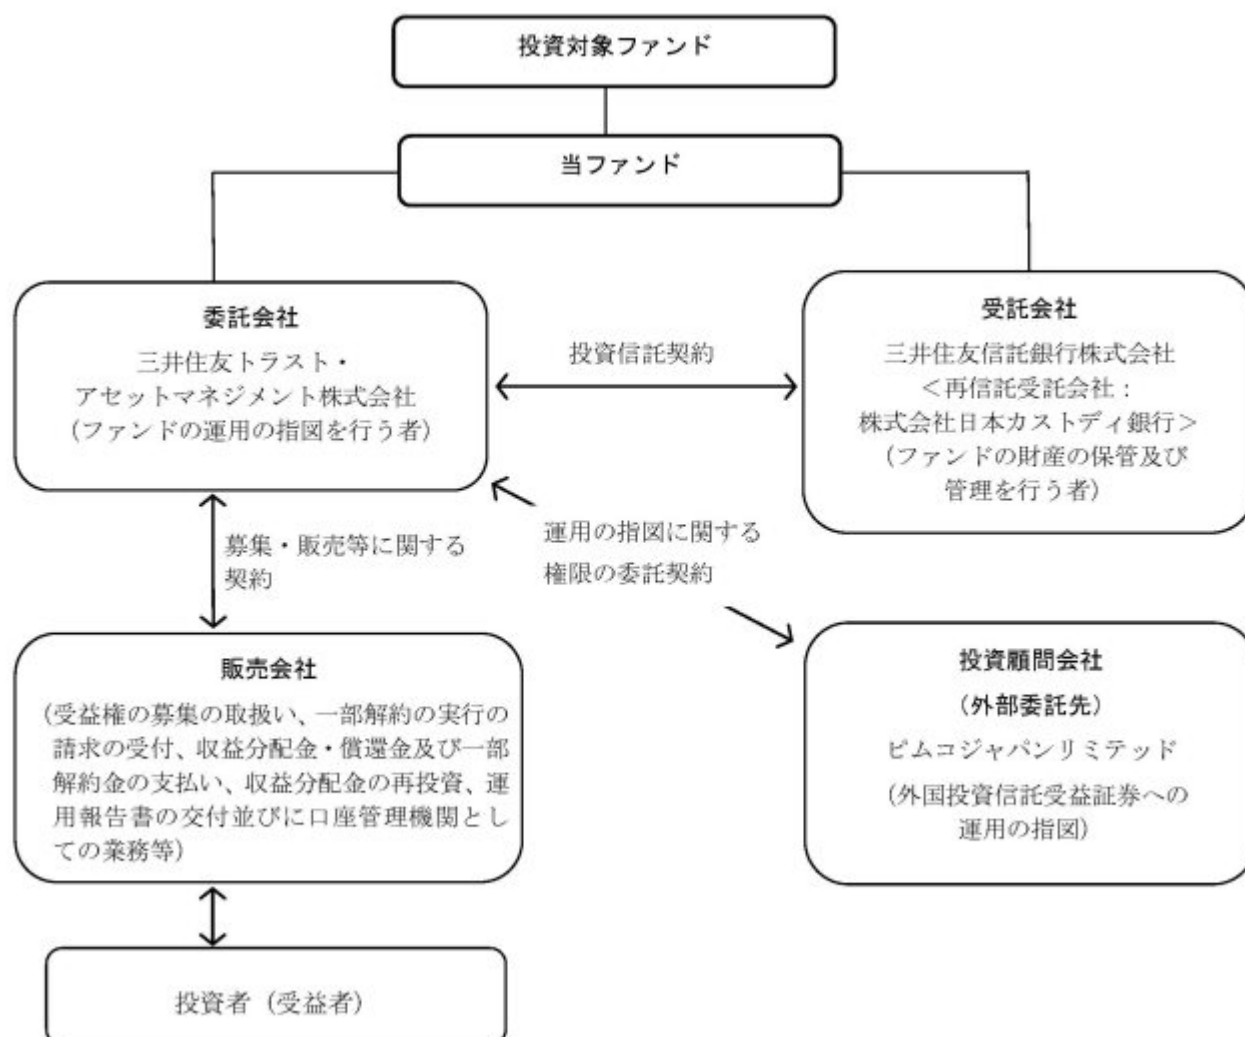 投資対象ファンド
当ファンド
委託会社
三井住友トラスト・
アセットマネジメント株式会社
（ファンドの運用の指図を行う者）
投資信託契約
受託会社
三井住友信託銀行株式会社
＜再信託受託会社：
株式会社日本カストディ銀行＞
（ファンドの財産の保管及び
管理を行う者）
募集・販売等に関する
契約
運用の指図に関する
権限の委託契約
販売会社
（受益権の募集の取扱い、一部解約の実行の
請求の受付、収益分配金・償還金及び一部
解約金の支払い、収益分配金の再投資、運
用報告書の交付並びに口座管理機関とし
ての業務等）
投資顧問会社
（外部委託先）
ピムコジャパンリミテッド
（外国投資信託受益証券への
運用の指図）
投資者（受益者）